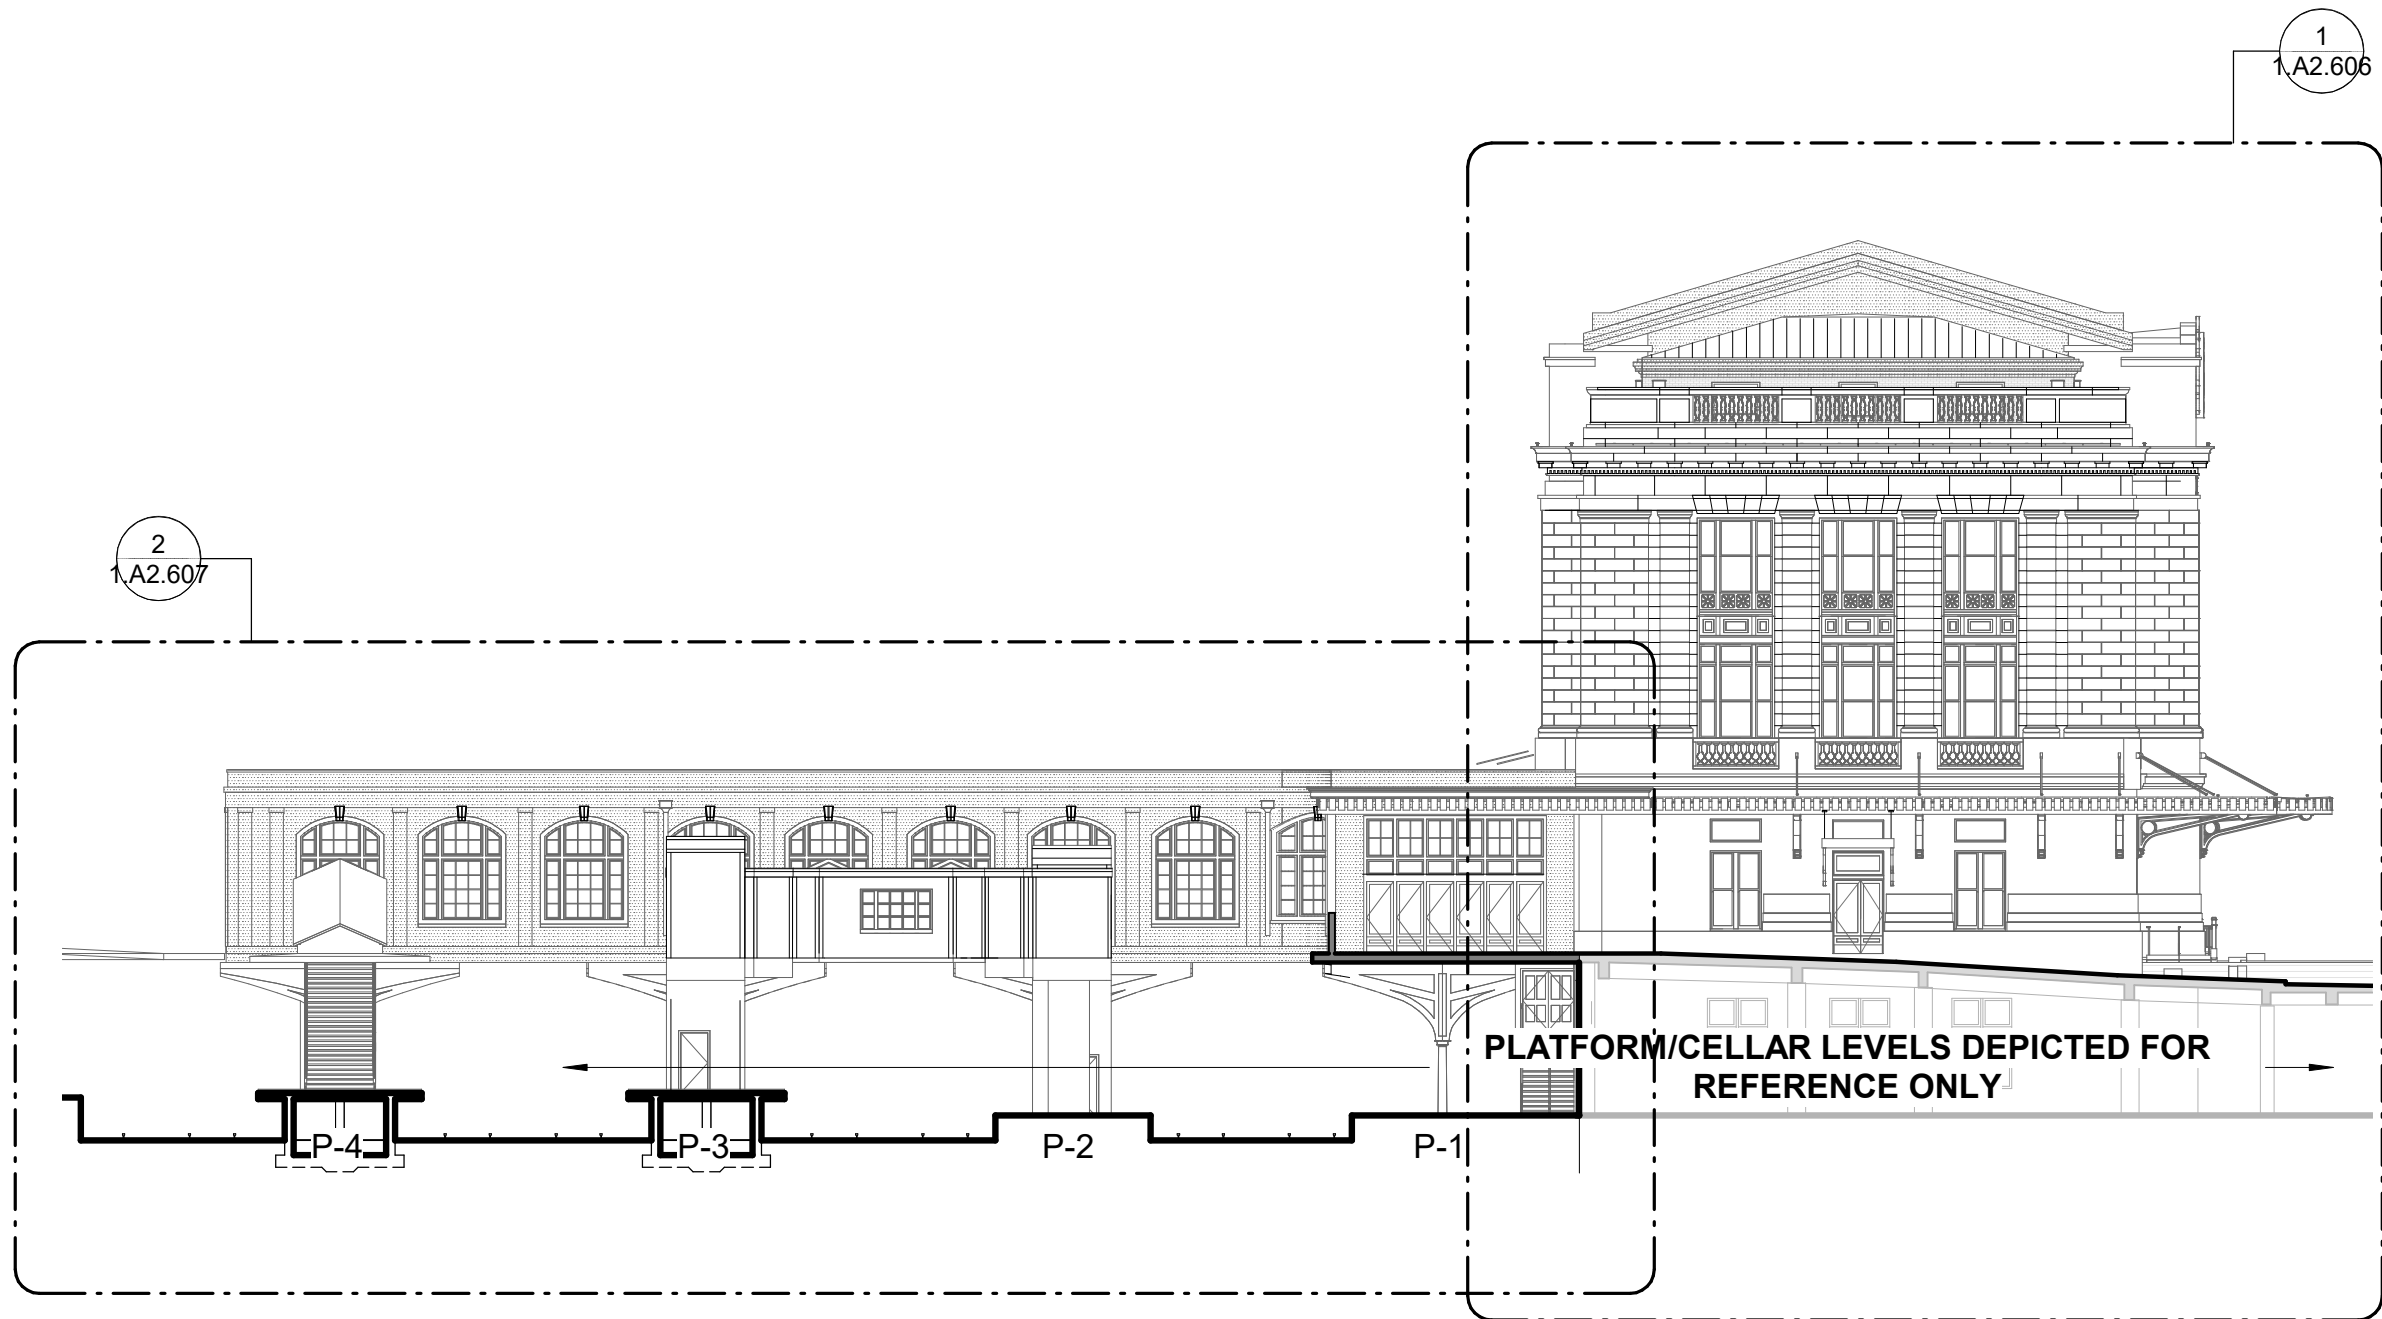 1
1.A2.606
2
1.A2.607
PLATFORM/CELLAR LEVELS DEPICTED FOR
REFERENCE ONLY
P-4
P-3
P-2
P-1